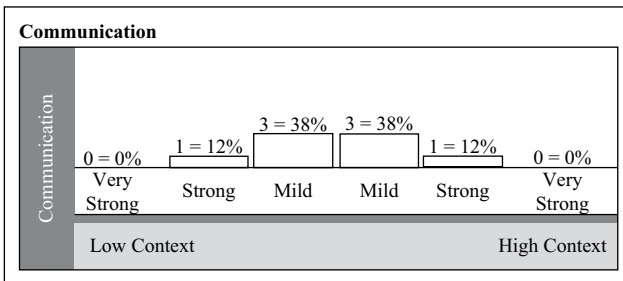 Communication
Communication
0 = 0%
1 = 12%
3 = 38%
3 = 38%
1 = 12%
0 = 0%
Very
Strong
Strong
Mild
Mild
Strong
Very
Strong
Low Context
High Context